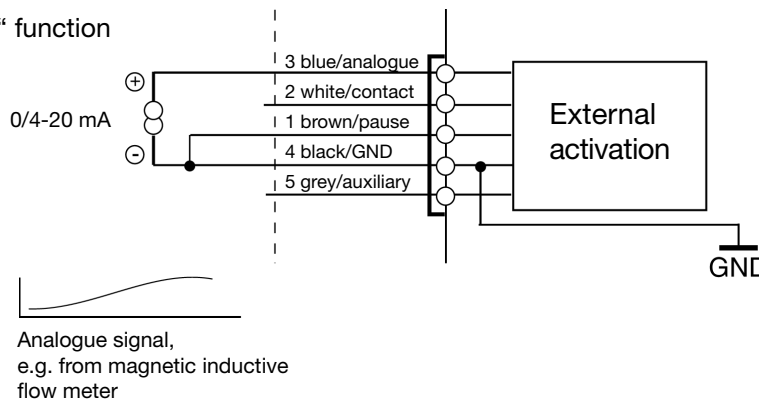 “ function
3 blue/analogue
2 white/contact
0/4-20 mA
1 brown/pause
4 black/GND
5 grey/auxiliary
+
-
External
activation
GND
Analogue signal,
e.g. from magnetic inductive
flow meter